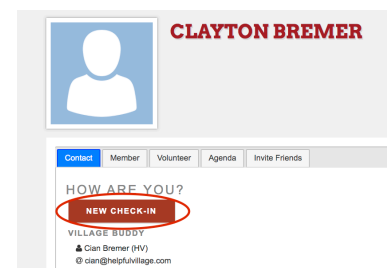 CLAYTON BREMER
Contact Member Volunteer Agenda Invite Friends
HOW ARE YOU?
NEW CHECK-IN
VILLAGE BUDDY
Cian Bremer (HV)
@ cian@helpfulvillage.com